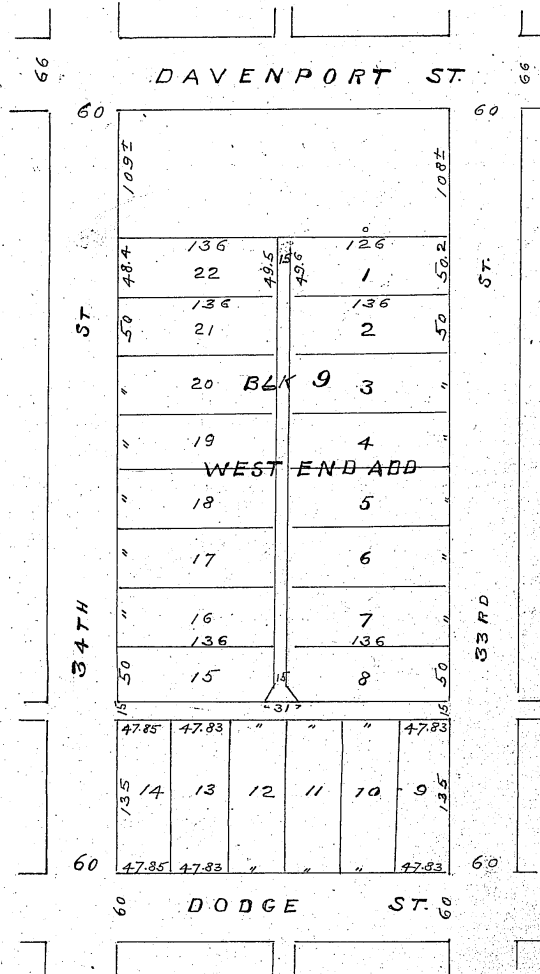 66 DAVENPORT ST. 66
60 60
109± 108±
136 126
48.4 22 49.5 15 49.6 1 50.2
136 136
ST ST.
50 21 2 50
" 20 BLK 9 3 "
" 19 4 "
WEST END ADD
" 18 5 "
" 17 6 "
34TH 33RD
" 16 7 "
136 136
50 15 15 8 50
15 31 15
47.85 47.83 " " " 47.83
135 14 13 12 11 10 9 135
60 60
47.85 47.83 " " " 47.83
60 DODGE ST. 60